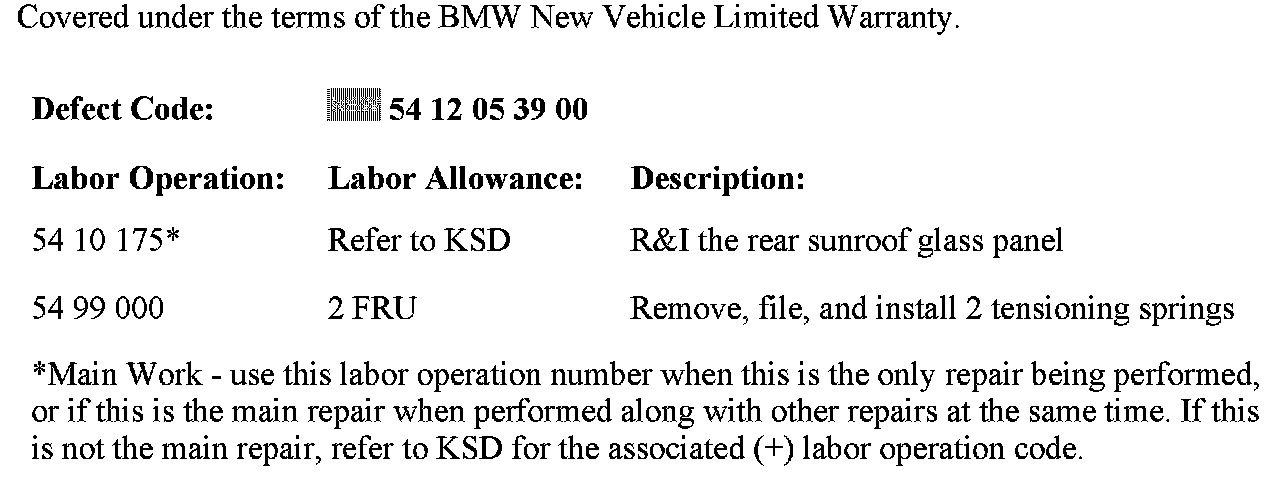 Covered under the terms of the BMW New Vehicle Limited Warranty.
Defect Code: 54 12 05 39 00
Labor Operation: Labor Allowance: Description:
54 10 175* Refer to KSD R&I the rear sunroof glass panel
54 99 000 2 FRU Remove, file, and install 2 tensioning springs
*Main Work - use this labor operation number when this is the only repair being performed,
or if this is the main repair when performed along with other repairs at the same time. If this
is not the main repair, refer to KSD for the associated (+) labor operation code.